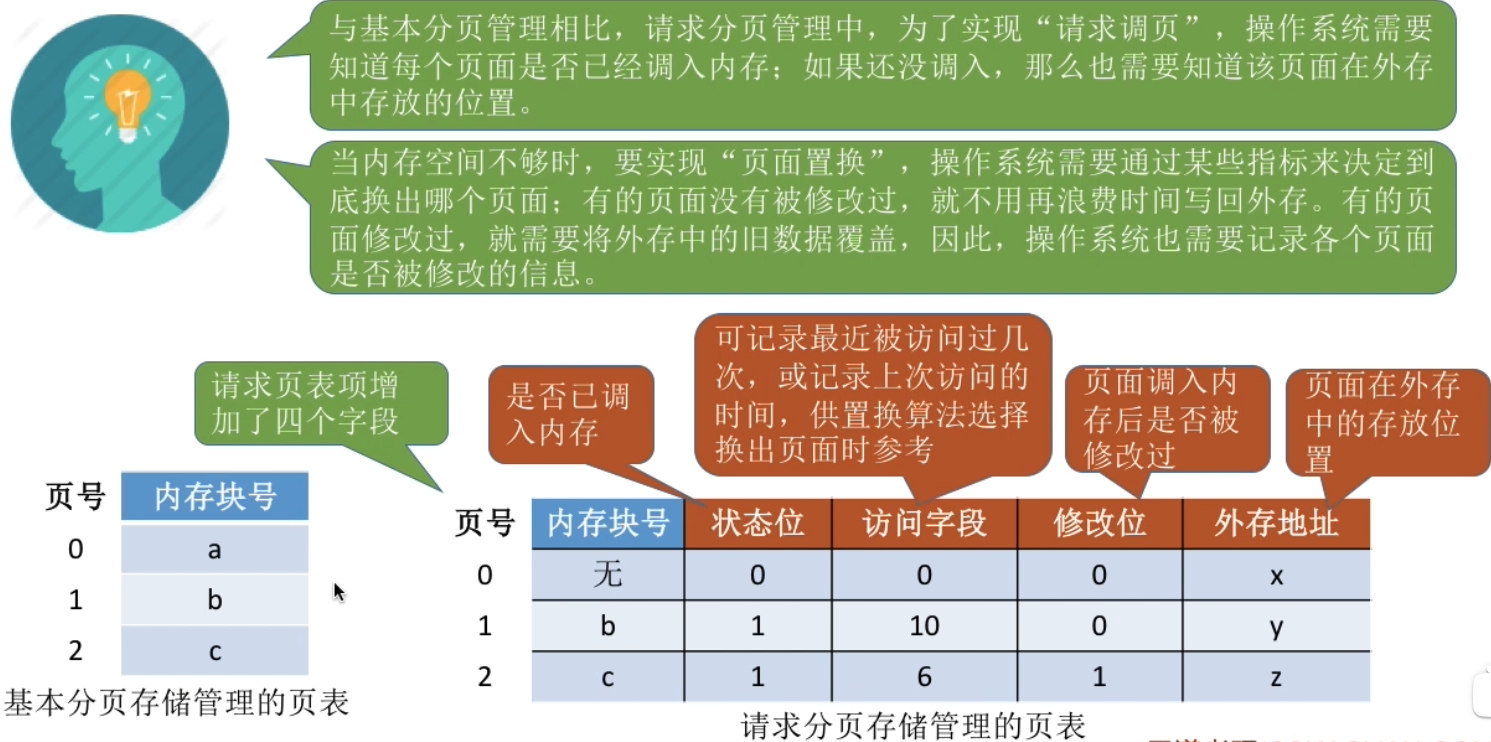 与基本分页管理相比，请求分页管理中，为了实现“请求调页”，操作系统需要
知道每个页面是否已经调入内存；如果还没调入，那么也需要知道该页面在外存
中存放的位置。
当内存空间不够时，要实现“页面置换”，操作系统需要通过某些指标来决定到
底换出哪个页面；有的页面没有被修改过，就不用再浪费时间写回外存。有的页
面修改过，就需要将外存中的旧数据覆盖，因此，操作系统也需要记录各个页面
是否被修改的信息。
请求页表项增
加了四个字段
是否已调
入内存
可记录最近被访问过几
次，或记录上次访问的
时间，供置换算法选择
换出页面时参考
页面调入内
存后是否被
修改过
页面在外存
中的存放位
置
页号 内存块号
0 a
1 b
2 c
基本分页存储管理的页表
页号 内存块号 状态位 访问字段 修改位 外存地址
0 无 0 0 0 x
1 b 1 10 0 y
2 c 1 6 1 z
请求分页存储管理的页表